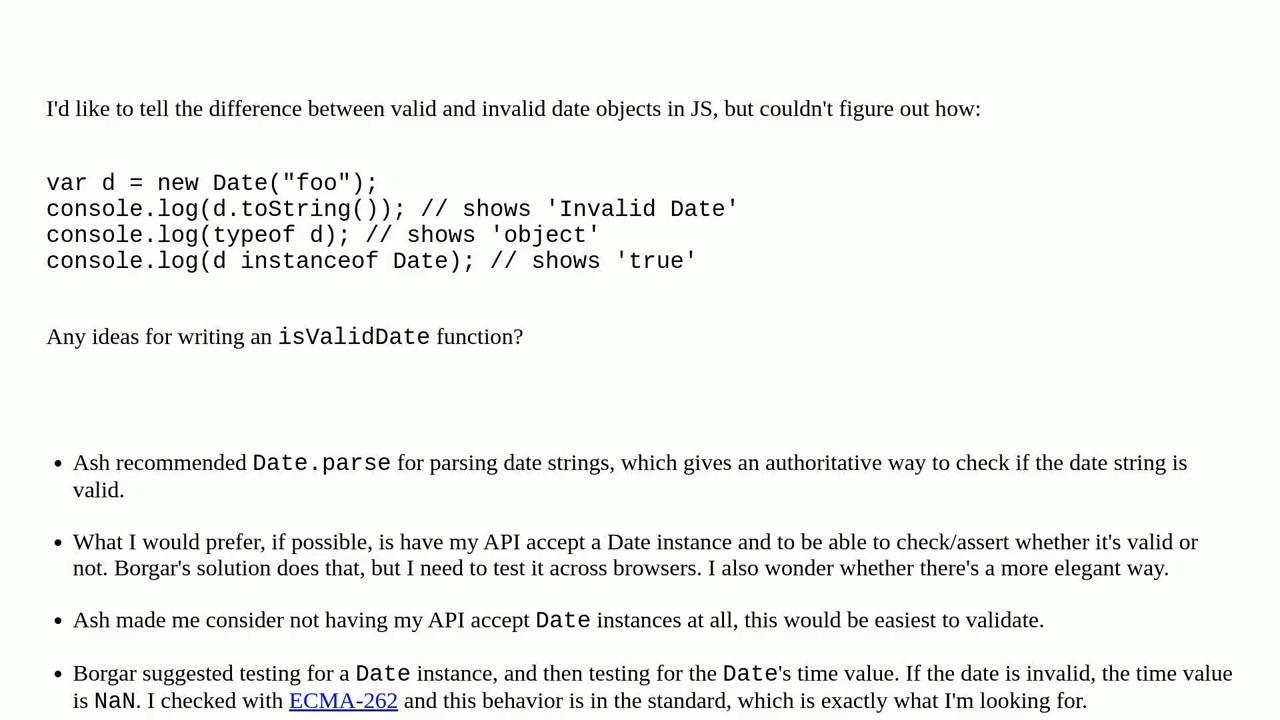 I'd like to tell the difference between valid and invalid date objects in JS, but couldn't figure out how:
var d = new Date("foo");
console.log(d.toString()); // shows 'Invalid Date'
console.log(typeof d); // shows 'object'
console.log(d instanceof Date); // shows 'true'
Any ideas for writing an isValidDate function?
• Ash recommended Date.parse for parsing date strings, which gives an authoritative way to check if the date string is
valid.
• What I would prefer, if possible, is have my API accept a Date instance and to be able to check/assert whether it's valid or
not. Borgar's solution does that, but I need to test it across browsers. I also wonder whether there's a more elegant way.
• Ash made me consider not having my API accept Date instances at all, this would be easiest to validate.
• Borgar suggested testing for a Date instance, and then testing for the Date's time value. If the date is invalid, the time value
is NaN. I checked with ECMA-262 and this behavior is in the standard, which is exactly what I'm looking for.